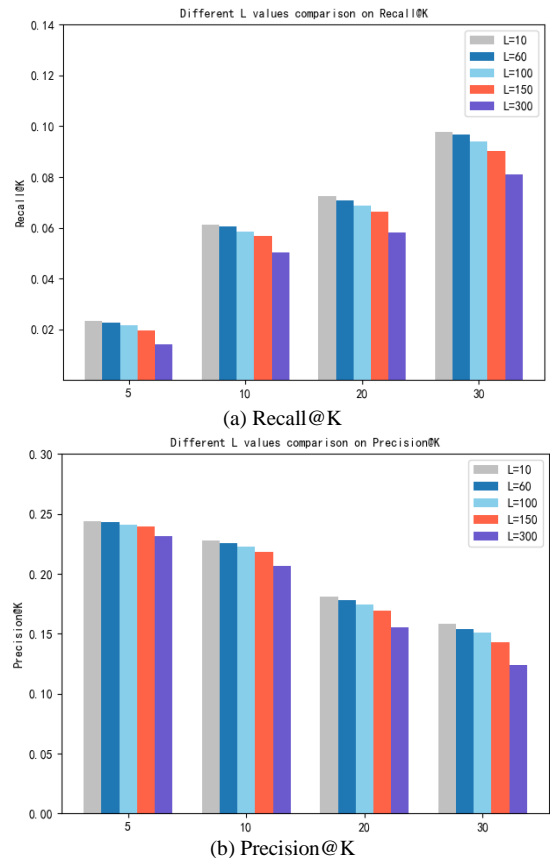 Different L values comparison on Recall@K
0.14
0.12
0.10
0.08
0.06
0.04
0.02
Recall@K
L=10
L=60
L=100
L=150
L=300
5 10 20 30
(a) Recall@K
Different L values comparison on Precision@K
0.30
0.25
0.20
0.15
0.10
0.05
0.00
Precision@K
L=10
L=60
L=100
L=150
L=300
5 10 20 30
(b) Precision@K